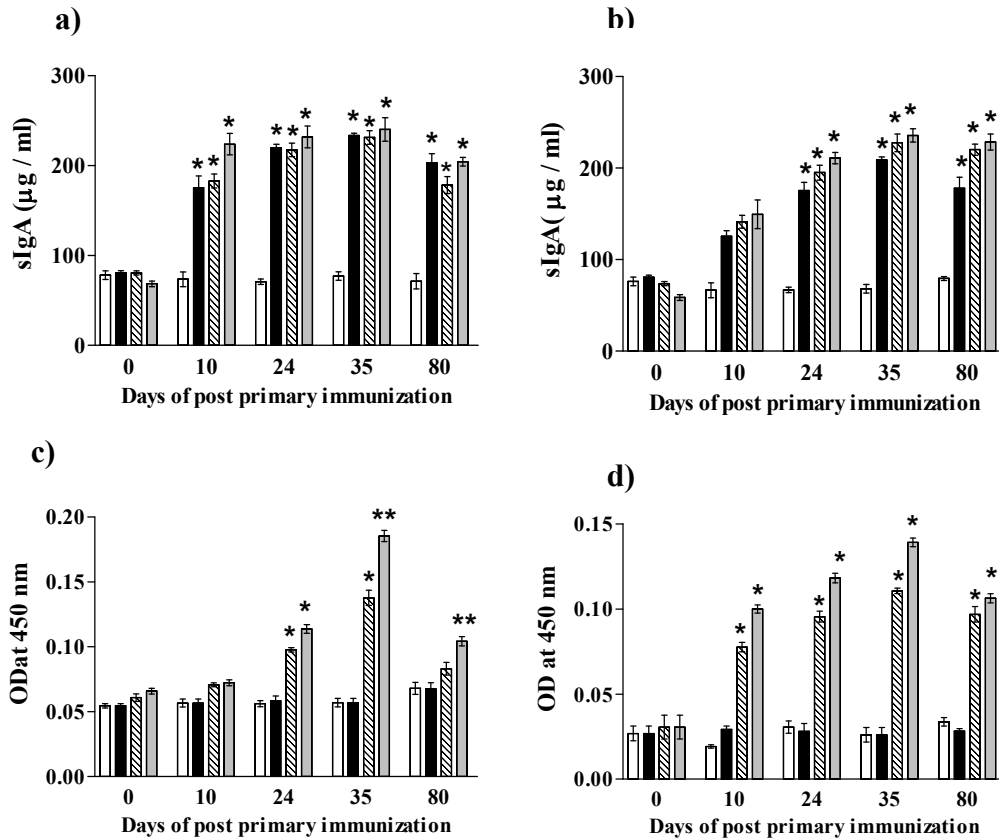 a)
300
200
100
0
sIgA (µg / ml)
* * * * * * * * * * * *
0 10 24 35 80
Days of post primary immunization
b)
300
200
100
0
sIgA( µg / ml)
* * * * * * * * *
0 10 24 35 80
Days of post primary immunization
c)
0.20
0.15
0.10
0.05
0.00
ODat 450 nm
* * * ** **
0 10 24 35 80
Days of post primary immunization
d)
0.15
0.10
0.05
0.00
OD at 450 nm
* * * * * * * *
0 10 24 35 80
Days of post primary immunization